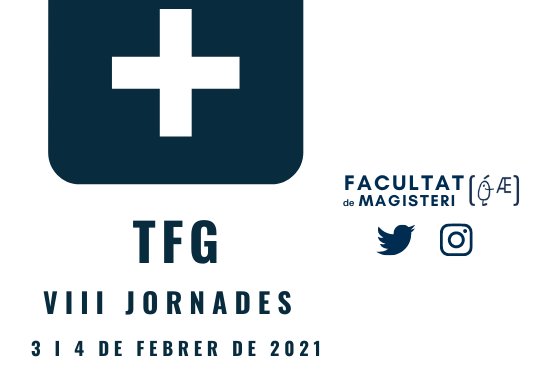 TFG
VIII JORNADES
3 I 4 DE FEBRER DE 2021
FACULTAT
de MAGISTERI